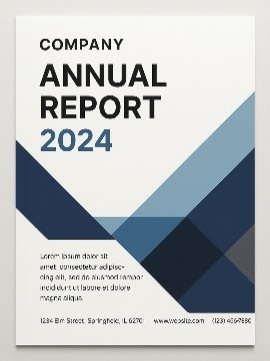 COMPANY
ANNUAL
REPORT
2024
Lorem ipsum dolor sit
amet, consectetur adipisc-
cing elit, sed do eiusmod tempor
incididunt ut labore et dolore
magna aliqua.
1234 Elm Street, Springfield, IL 62701 www.website.com (123) 456-7890